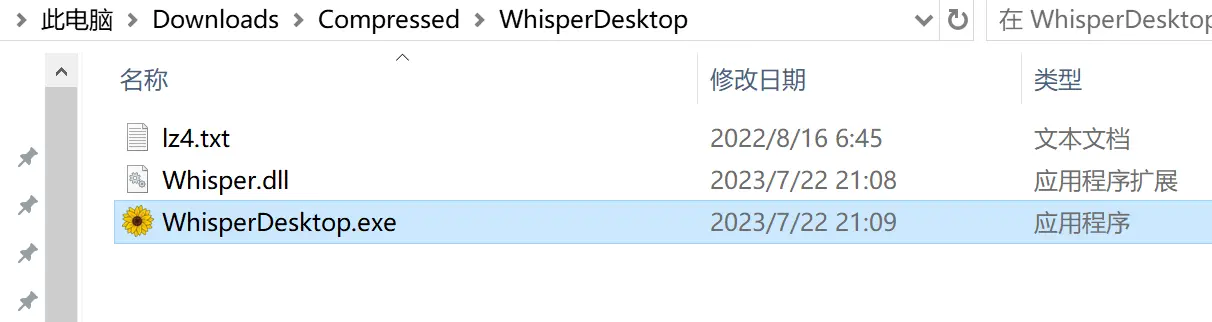 此电脑 > Downloads > Compressed > WhisperDesktop 在 WhisperDesktop
名称 修改日期 类型
lz4.txt 2022/8/16 6:45 文本文档
Whisper.dll 2023/7/22 21:08 应用程序扩展
WhisperDesktop.exe 2023/7/22 21:09 应用程序